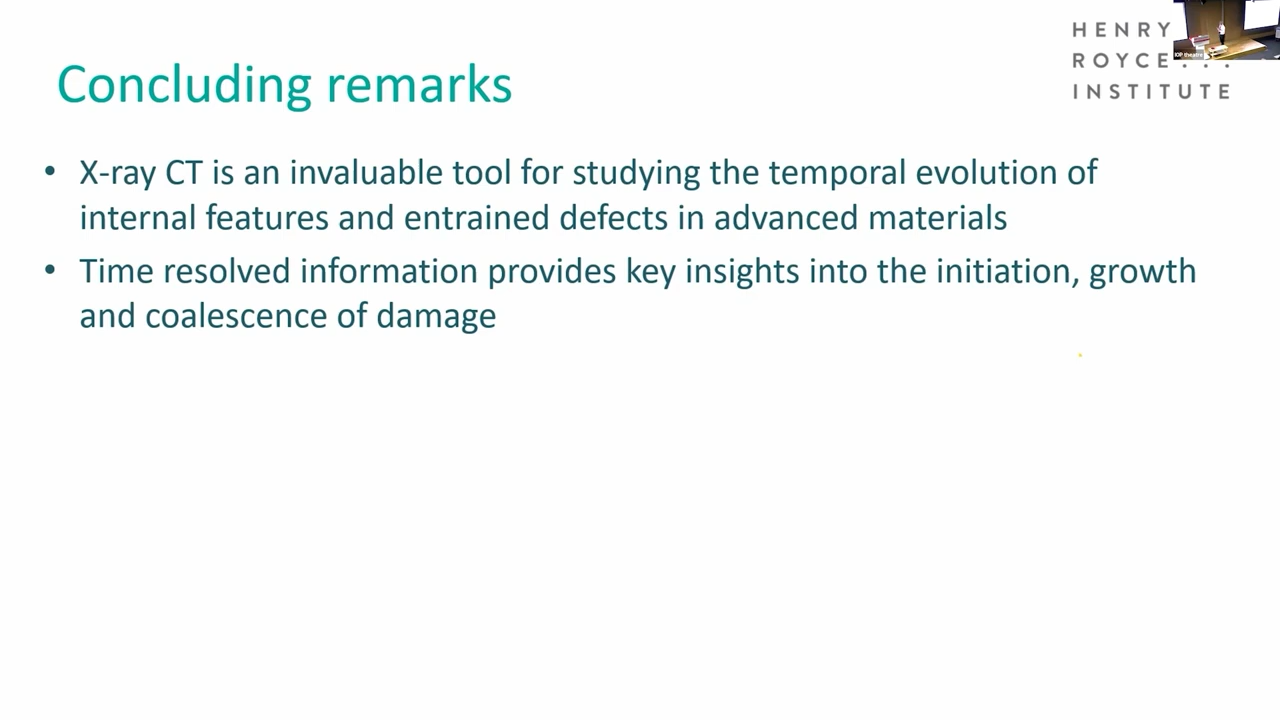 HENRY
ROYCE...
INSTITUTE
IOP theatre
Concluding remarks
• X-ray CT is an invaluable tool for studying the temporal evolution of
internal features and entrained defects in advanced materials
• Time resolved information provides key insights into the initiation, growth
and coalescence of damage